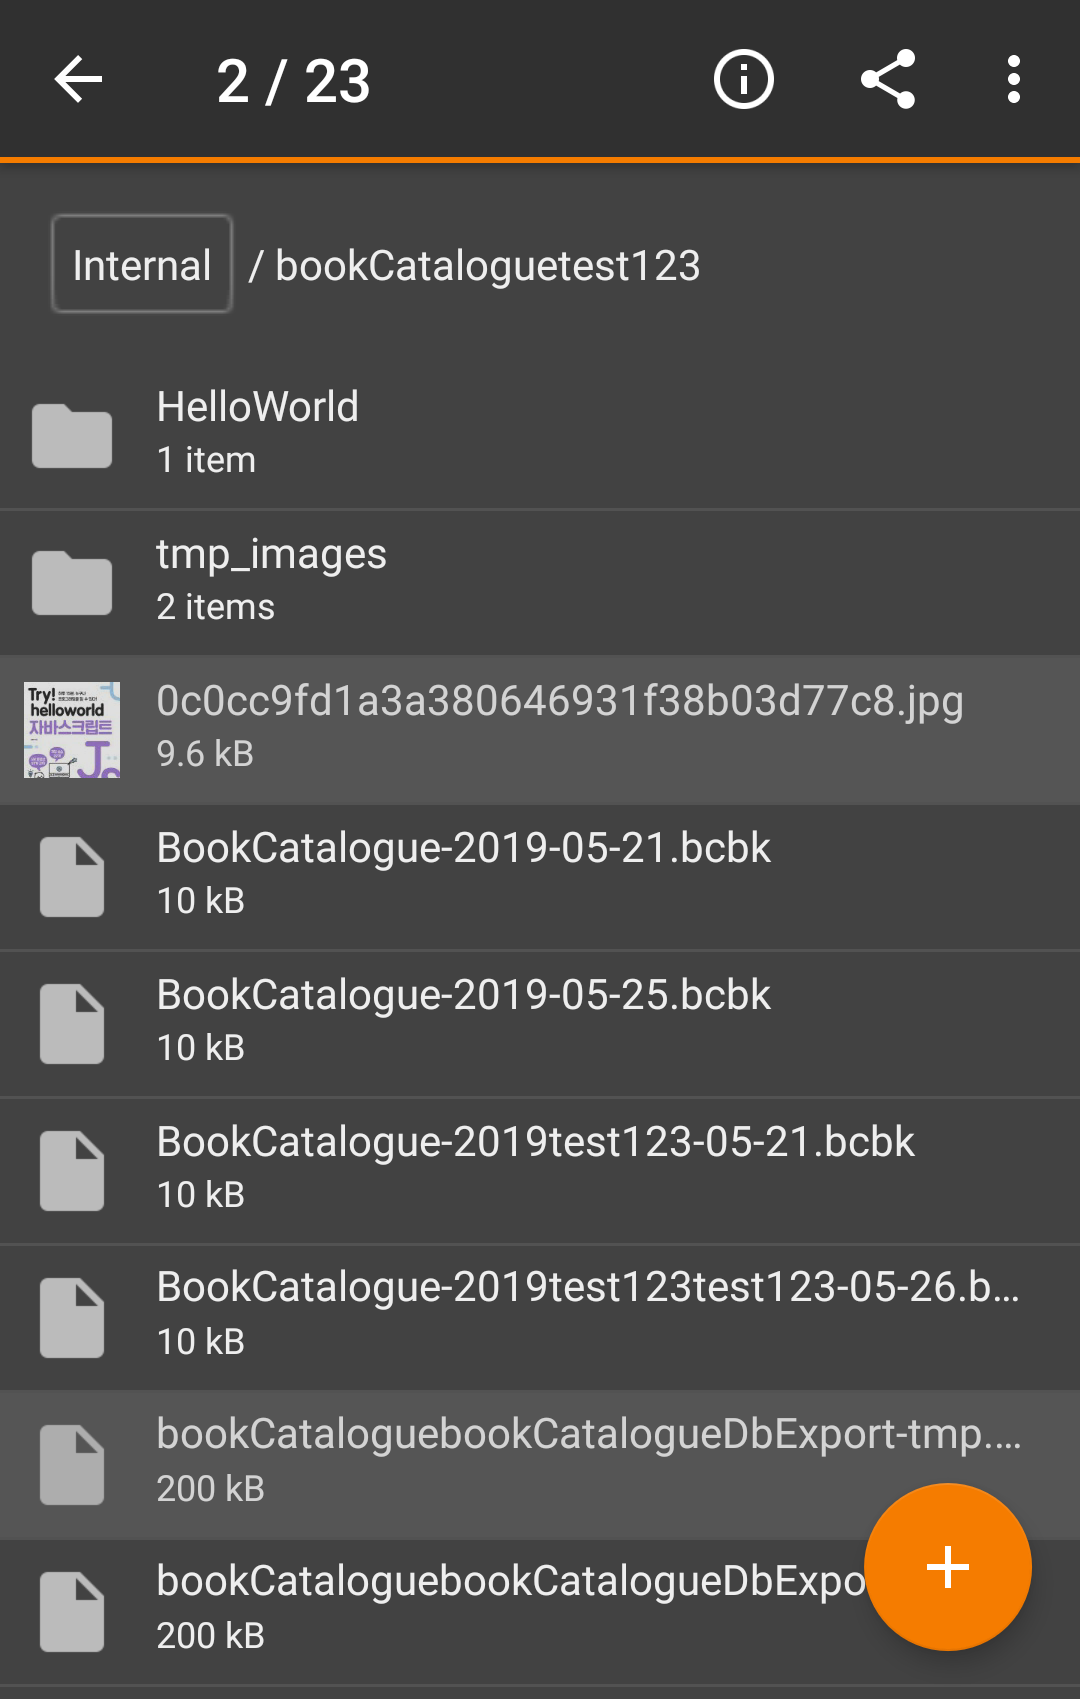 2 / 23
Internal / bookCataloguetest123
HelloWorld
1 item
tmp_images
2 items
Try!
helloworld
자바스크립트
0c0cc9fd1a3a380646931f38b03d77c8.jpg
9.6 kB
BookCatalogue-2019-05-21.bcbk
10 kB
BookCatalogue-2019-05-25.bcbk
10 kB
BookCatalogue-2019test123-05-21.bcbk
10 kB
BookCatalogue-2019test123test123-05-26.b...
10 kB
bookCataloguebookCatalogueDbExport-tmp....
200 kB
bookCataloguebookCatalogueDbExpo
200 kB